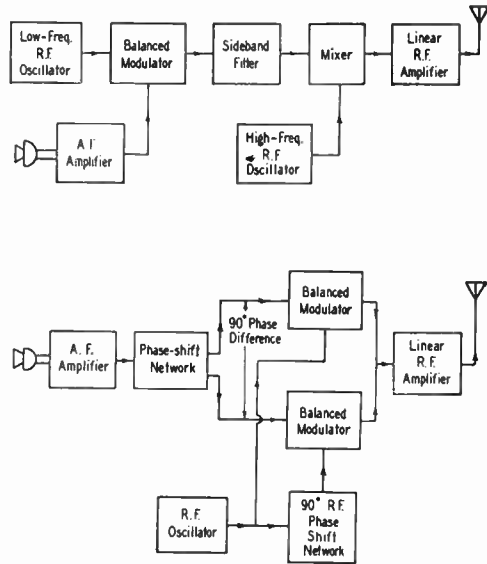 Low-Freq.
R.F.
Oscillator
Balanced
Modulator
Sideband
Filter
Mixer
Linear
R.F.
Amplifier
A.F.
Amplifier
High-Freq.
R.F.
Oscillator
A.F.
Amplifier
Phase-shift
Network
90° Phase
Difference
Balanced
Modulator
Balanced
Modulator
Linear
R.F.
Amplifier
R.F.
Oscillator
90° R.F.
Phase
Shift
Network